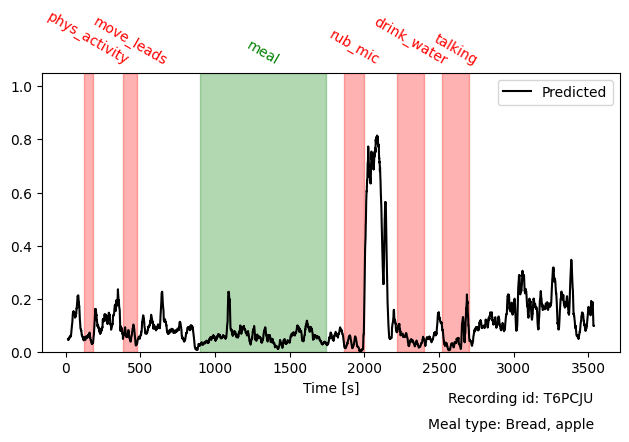 phys_activity
move_leads
meal
rub_mic
drink_water
talking
Predicted
1.0
0.8
0.6
0.4
0.2
0.0
0 500 1000 1500 2000 2500 3000 3500
Time [s]
Recording id: T6PCJU
Meal type: Bread, apple